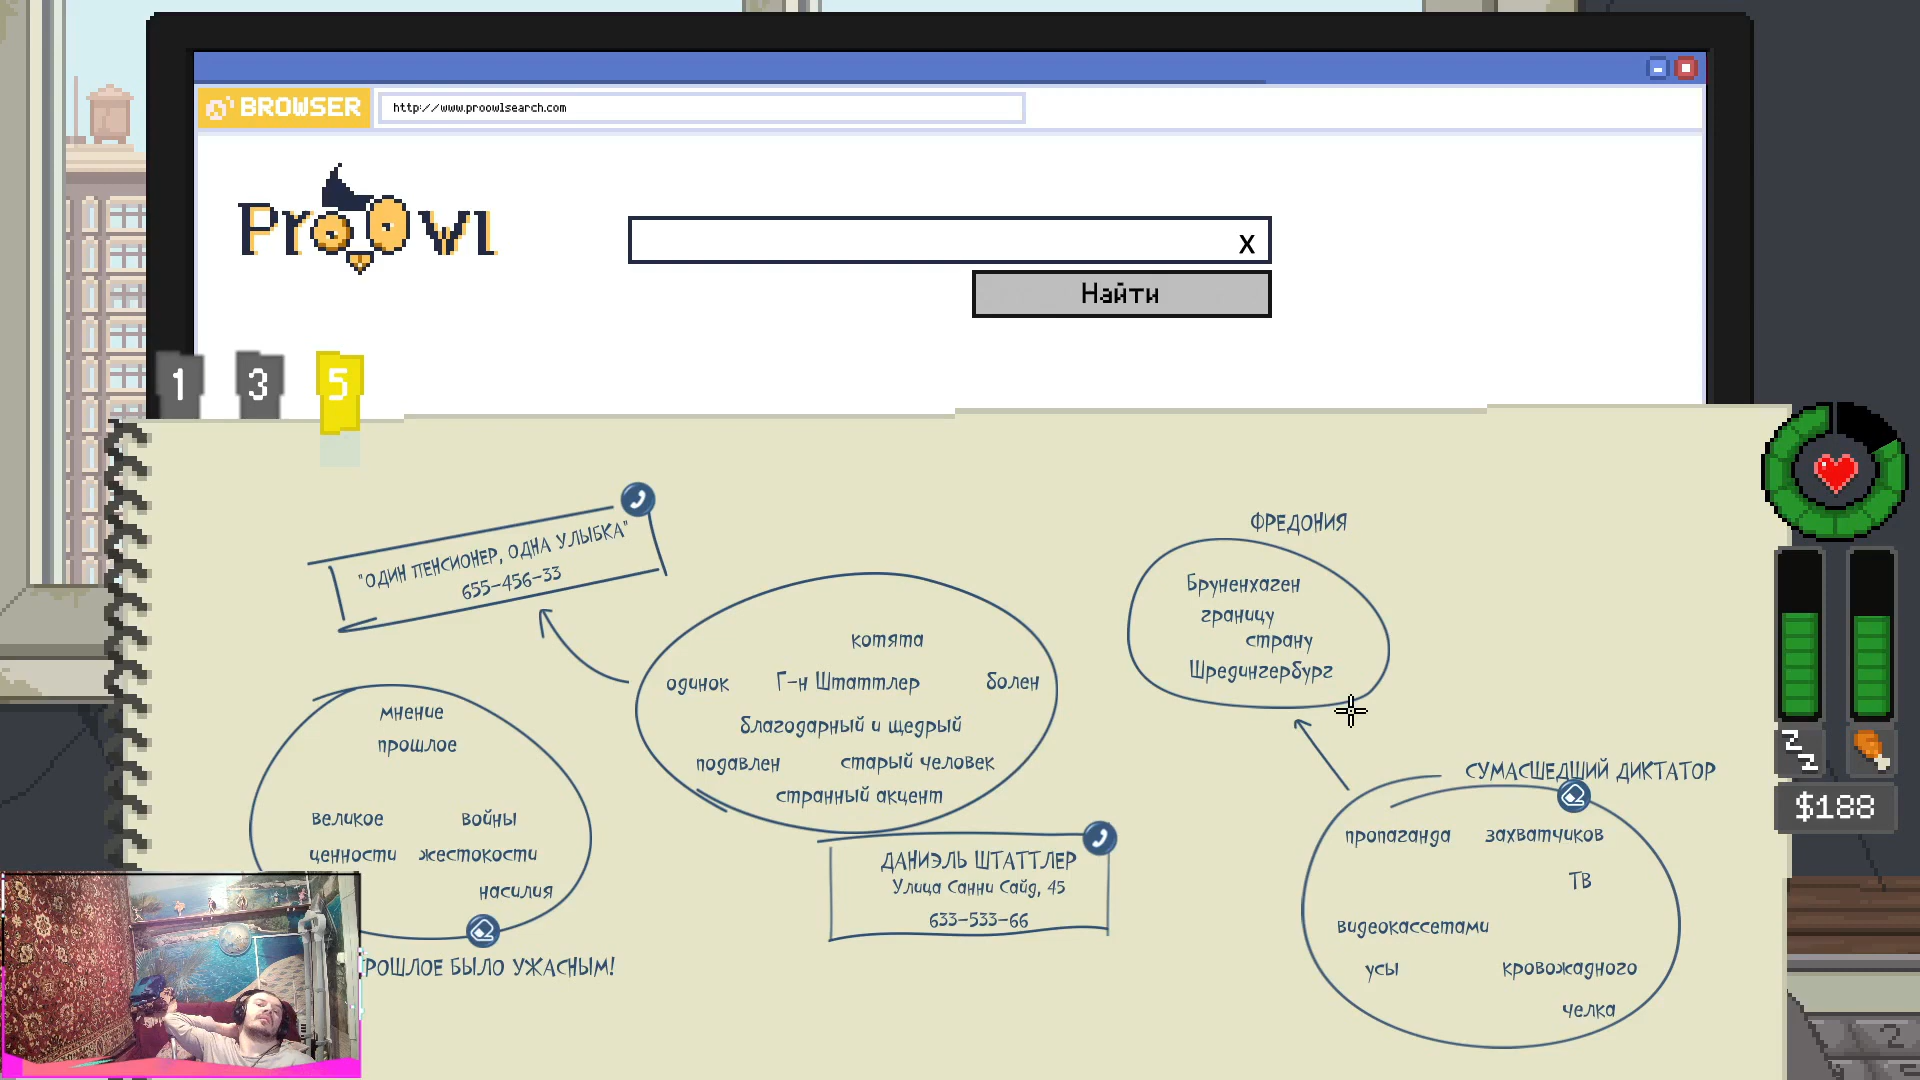 BROWSER
http://www.proowlsearch.com
ProOwl
X
Найти
1 3 5
"ОДИН ПЕНСИОНЕР, ОДНА УЛЫБКА"
655-456-33
ФРЕДОНИЯ
Бруненхаген
границу
страну
Шредингербург
котята
одинок Г-н Штаттлер болен
благодарный и щедрый
подавлен старый человек
странный акцент
мнение
прошлое
великое войны
ценности жестокости
насилия
РОШЛОЕ БЫЛО УЖАСНЫМ!
ДАНИЭЛЬ ШТАТТЛЕР
Улица Санни Сайд, 45
633-533-66
СУМАСШЕДШИЙ ДИКТАТОР
пропаганда захватчиков
ТВ
видеокассетами
усы кровожадного
челка
Z Z Z
$188
2